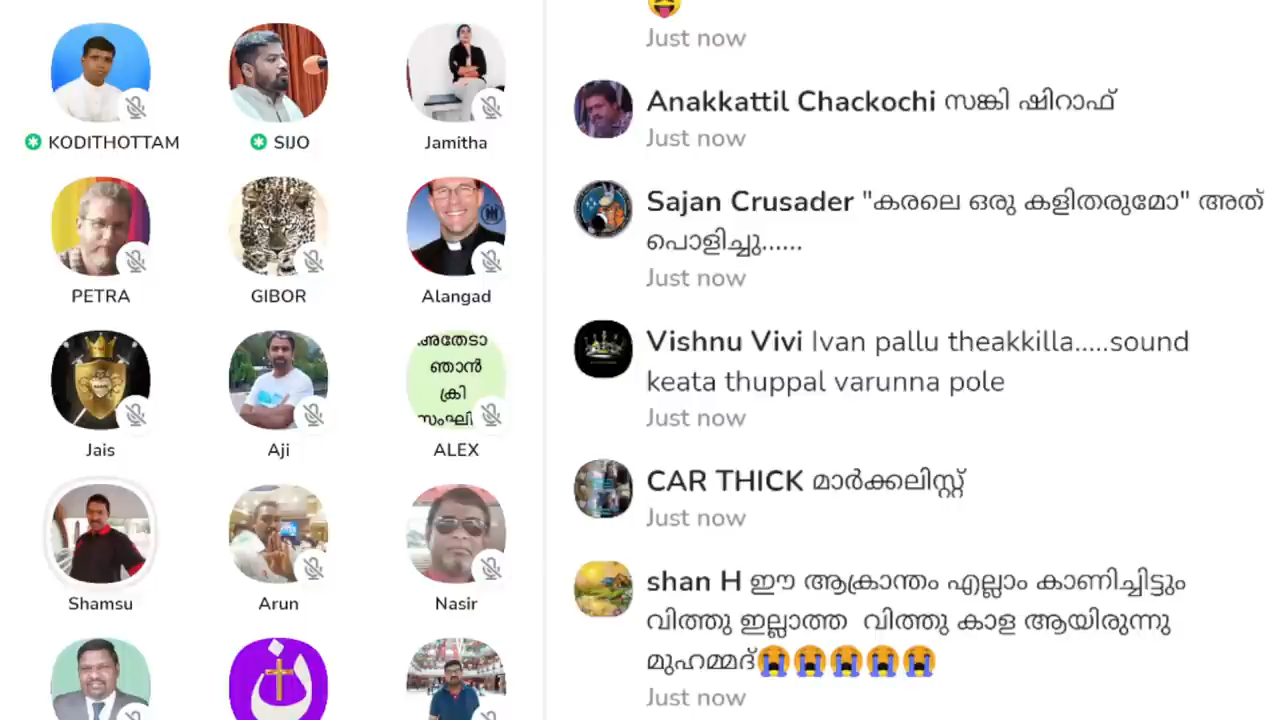 KODITHOTTAM
SIJO
Jamitha
PETRA
GIBOR
Alangad
Jais
Aji
അതേടാ
ഞാൻ
ക്രി
സംഘി
ALEX
Shamsu
Arun
Nasir
😝
Just now
Anakkattil Chackochi സങ്കി ഷിറാഫ്
Just now
Sajan Crusader "കരലെ ഒരു കളിതരുമോ" അത്
പൊളിച്ചു......
Just now
Vishnu Vivi Ivan pallu theakkilla.....sound
keata thuppal varunna pole
Just now
CAR THICK മാർക്കലിസ്റ്റ്
Just now
shan H ഈ ആക്രാന്തം എല്ലാം കാണിച്ചിട്ടും
വിത്തു ഇല്ലാത്ത വിത്തു കാള ആയിരുന്നു
മുഹമ്മദ്😭😭😭😭😭
Just now